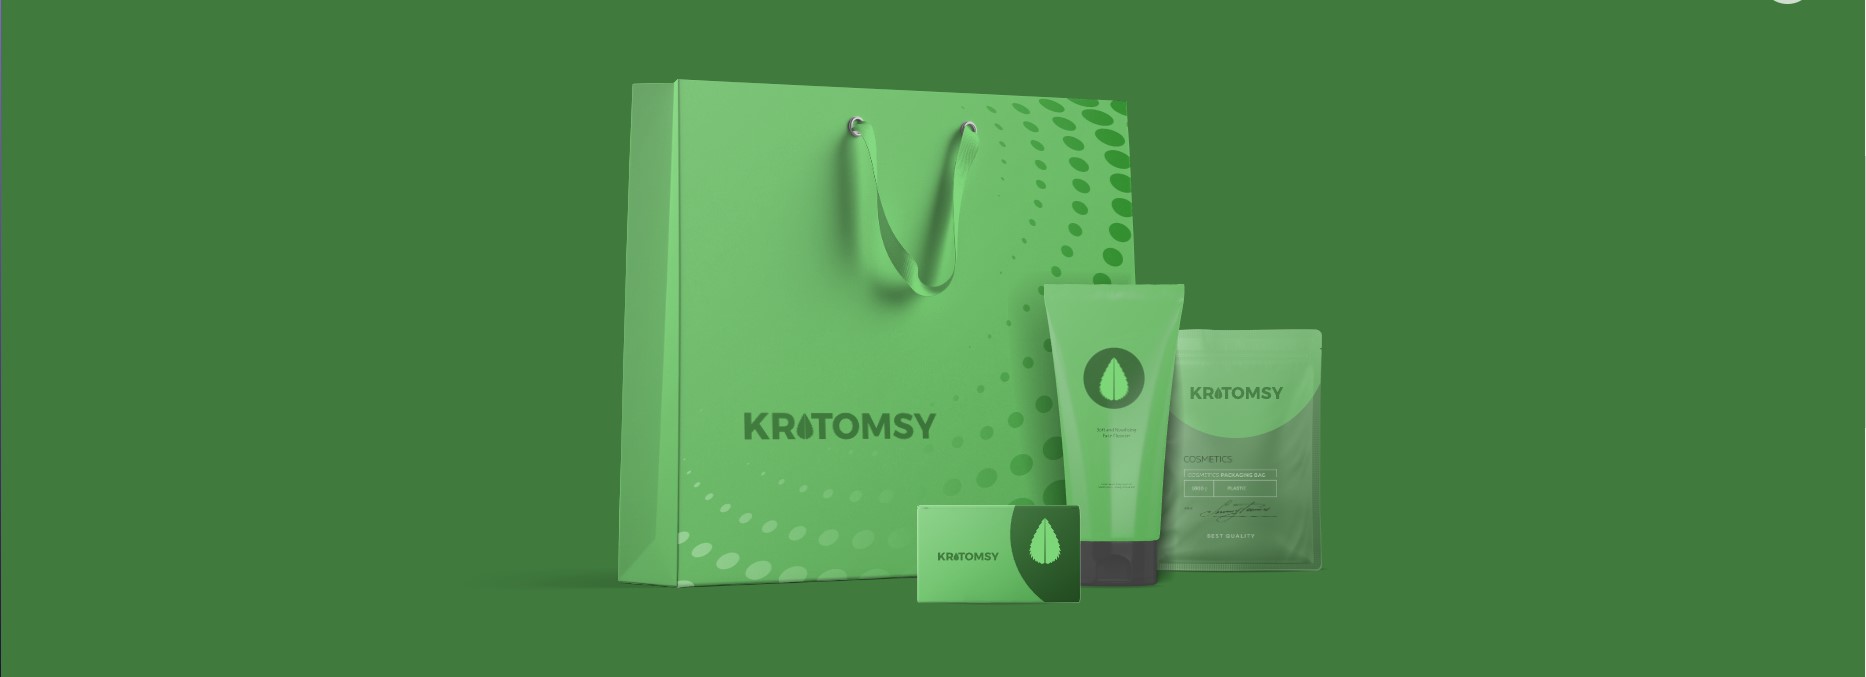 KRATOMSY
KRATOMSY
COSMETICS
COSMETICS PACKAGING BAG
PLASTIC
BEST QUALITY
KRATOMSY